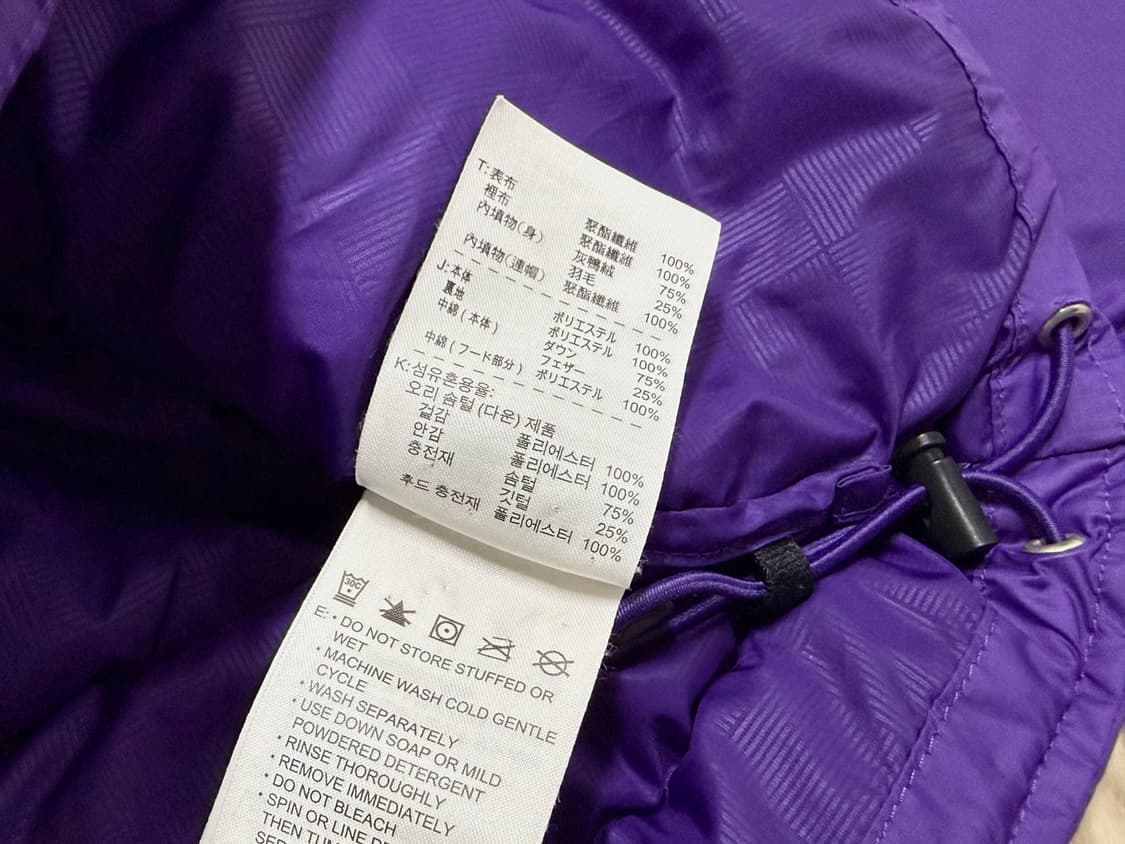 T:表布 聚酯纖維 100%
裡布 聚酯纖維 100%
內填物(身) 灰鴨絨 75%
羽毛 25%
內填物(連帽) 聚酯纖維 100%
J:本体 ポリエステル 100%
裏地 ポリエステル 100%
中綿(本体) ダウン 75%
フェザー 25%
中綿(フード部分) ポリエステル 100%
K:섬유혼용율:
오리 솜털(다운) 제품
겉감 폴리에스터 100%
안감 폴리에스터 100%
충전재 솜털 75%
깃털 25%
후드 충전재 폴리에스터 100%
30C
E: • DO NOT STORE STUFFED OR
WET
• MACHINE WASH COLD GENTLE
CYCLE
• WASH SEPARATELY
• USE DOWN SOAP OR MILD
POWDERED DETERGENT
• RINSE THOROUGHLY
• REMOVE IMMEDIATELY
• DO NOT BLEACH
• SPIN OR LINE
THEN